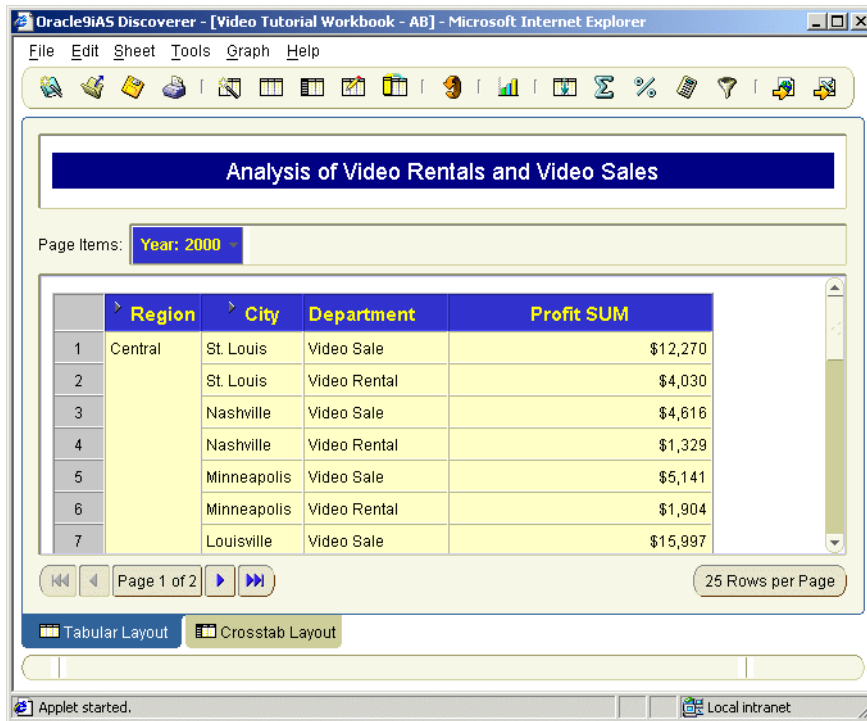 Oracle9iAS Discoverer - [Video Tutorial Workbook - AB] - Microsoft Internet Explorer
File Edit Sheet Tools Graph Help
Analysis of Video Rentals and Video Sales
Page Items: Year: 2000
Region City Department Profit SUM
1 Central St. Louis Video Sale $12,270
2 St. Louis Video Rental $4,030
3 Nashville Video Sale $4,616
4 Nashville Video Rental $1,329
5 Minneapolis Video Sale $5,141
6 Minneapolis Video Rental $1,904
7 Louisville Video Sale $15,997
Page 1 of 2 25 Rows per Page
Tabular Layout Crosstab Layout
Applet started. Local intranet